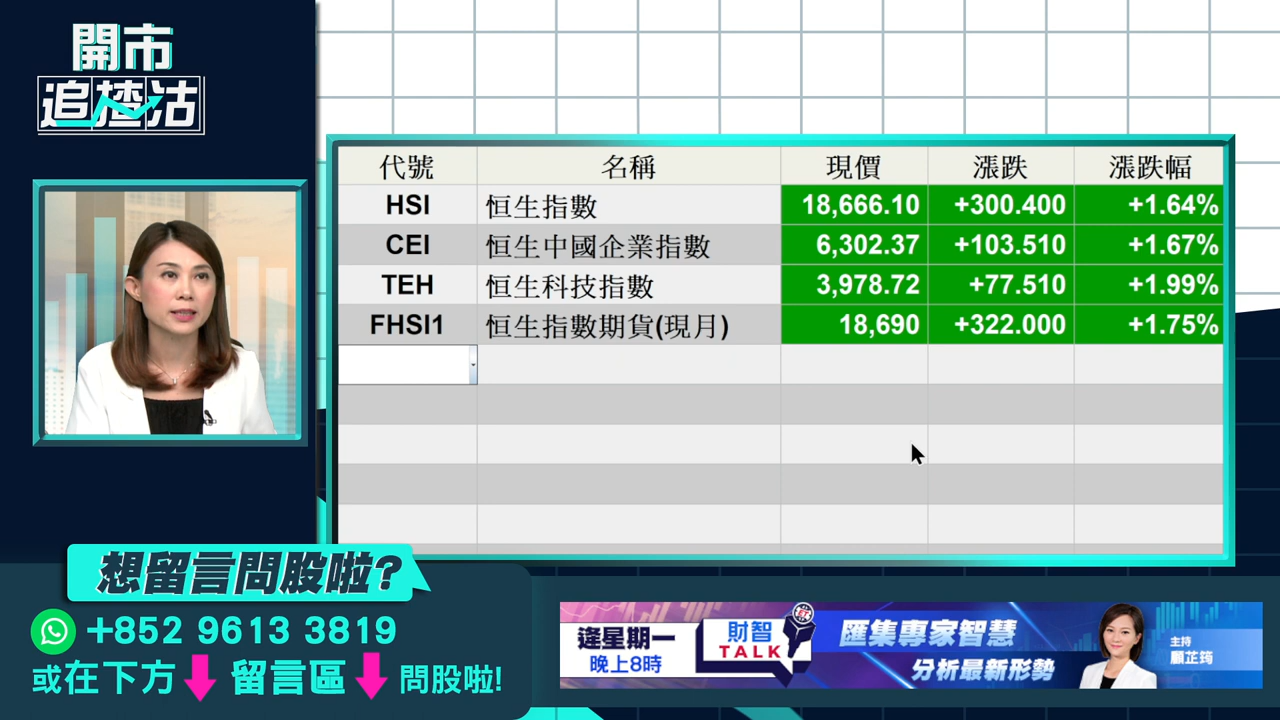 開市
追揸沽
代號 名稱 現價 漲跌 漲跌幅
HSI 恒生指數 18,666.10 +300.400 +1.64%
CEI 恒生中國企業指數 6,302.37 +103.510 +1.67%
TEH 恒生科技指數 3,978.72 +77.510 +1.99%
FHSI1 恒生指數期貨(現月) 18,690 +322.000 +1.75%
想留言問股啦?
+852 9613 3819
或在下方 留言區 問股啦!
逢星期一
晚上8時
財智
TALK
匯集專家智慧
分析最新形勢
主持
顧芷筠